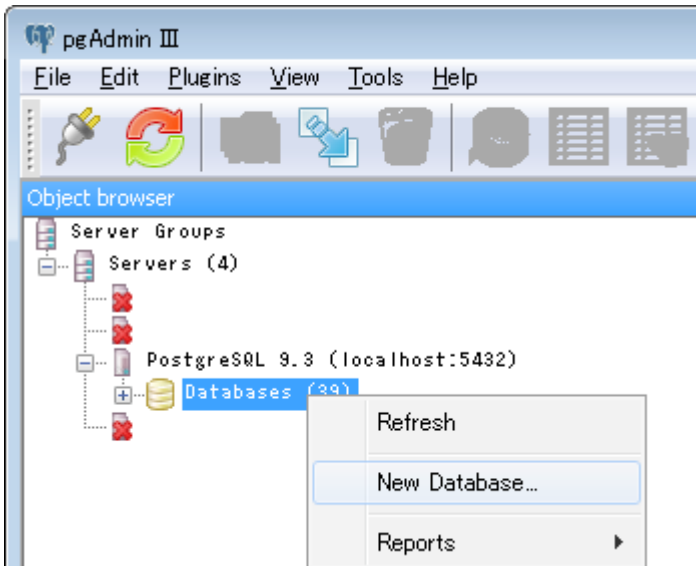 pgAdmin III
File Edit Plugins View Tools Help
Object browser
Server Groups
Servers (4)
PostgreSQL 9.3 (localhost:5432)
Databases (39)
Refresh
New Database...
Reports